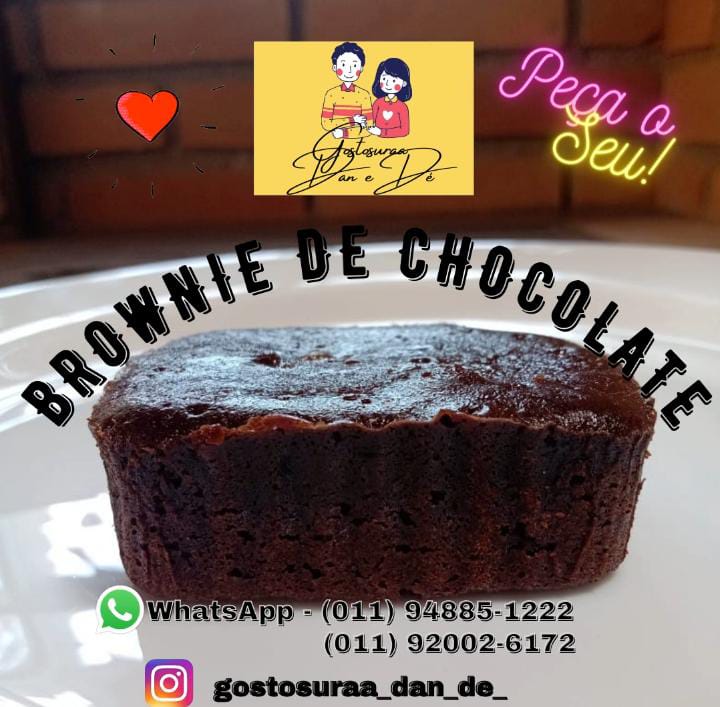 Gostosuraa
Dan e Dé
Peça o
Seu!
BROWNIE DE CHOCOLATE
WhatsApp - (011) 94885-1222
(011) 92002-6172
gostosuraa_dan_de_